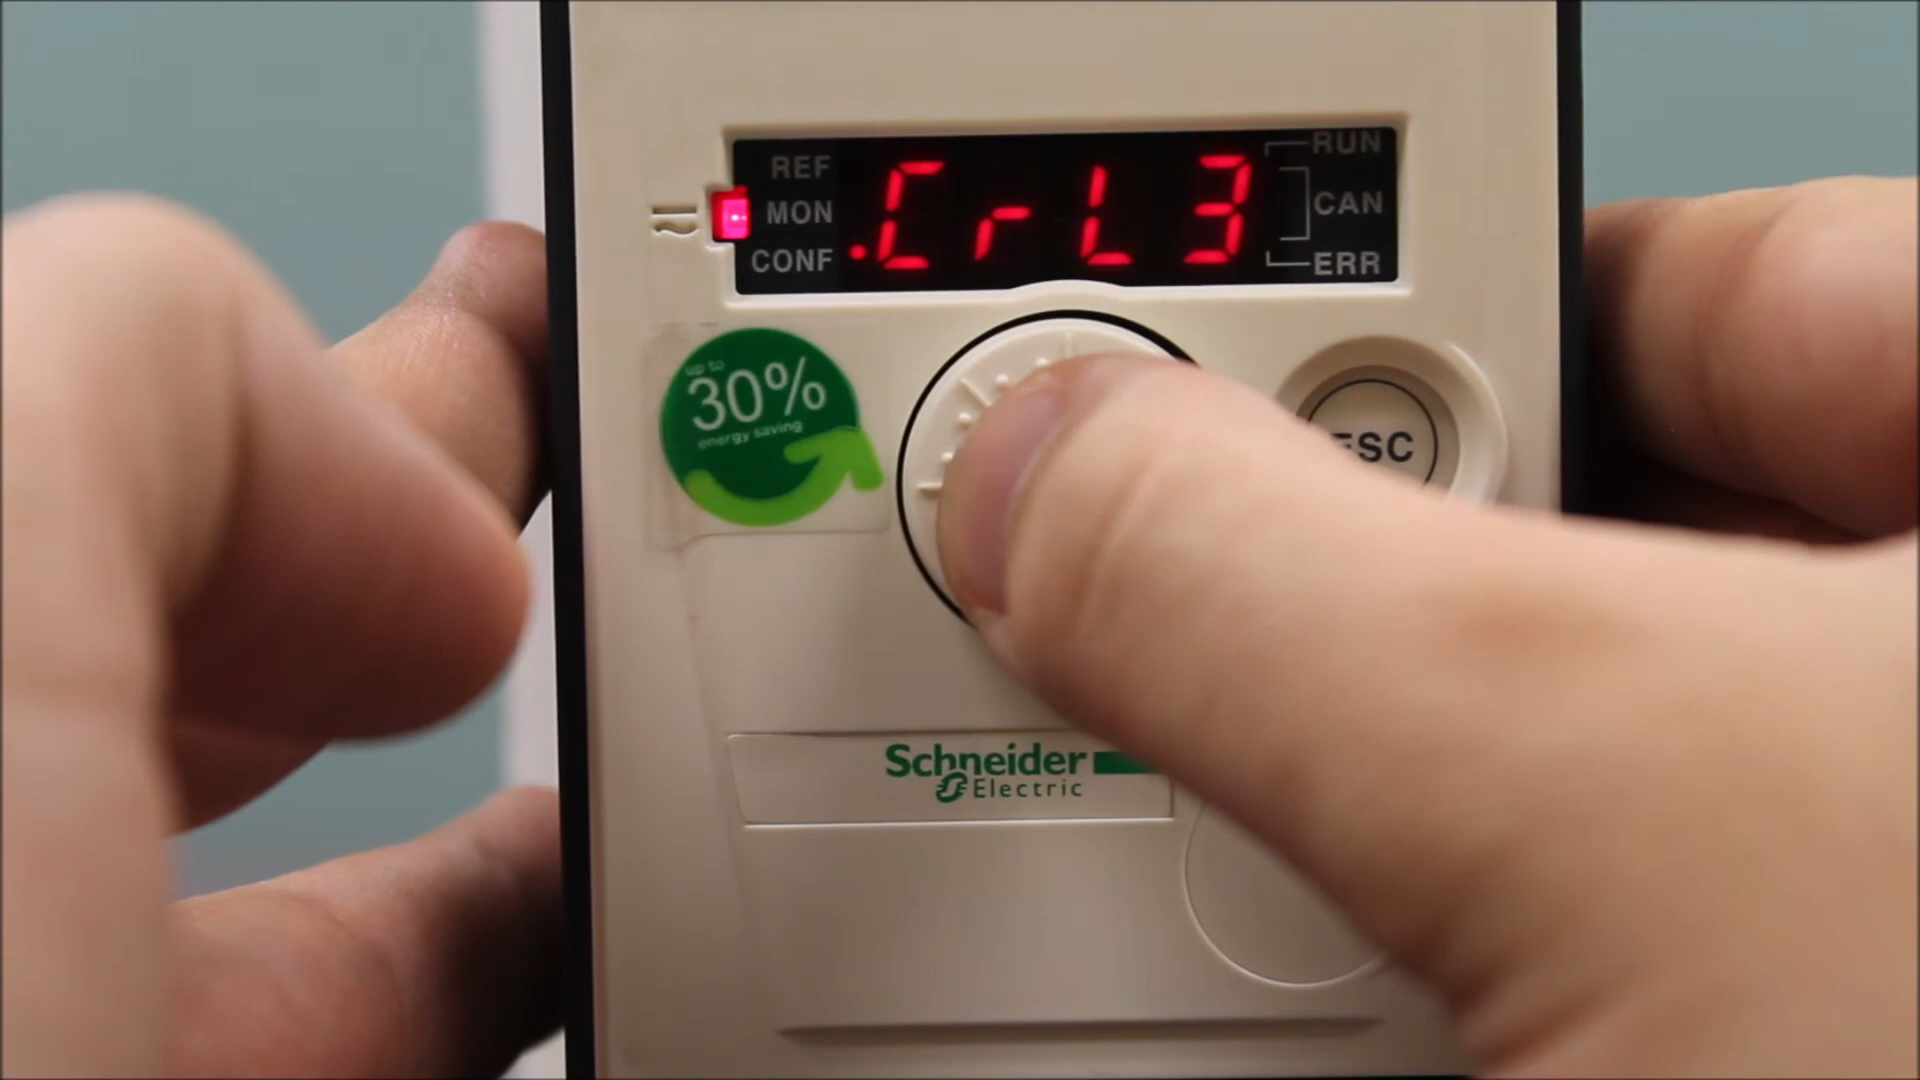 REF
MON
CONF
.CrL3
RUN
CAN
ERR
up to
30%
energy saving
ESC
Schneider
Electric